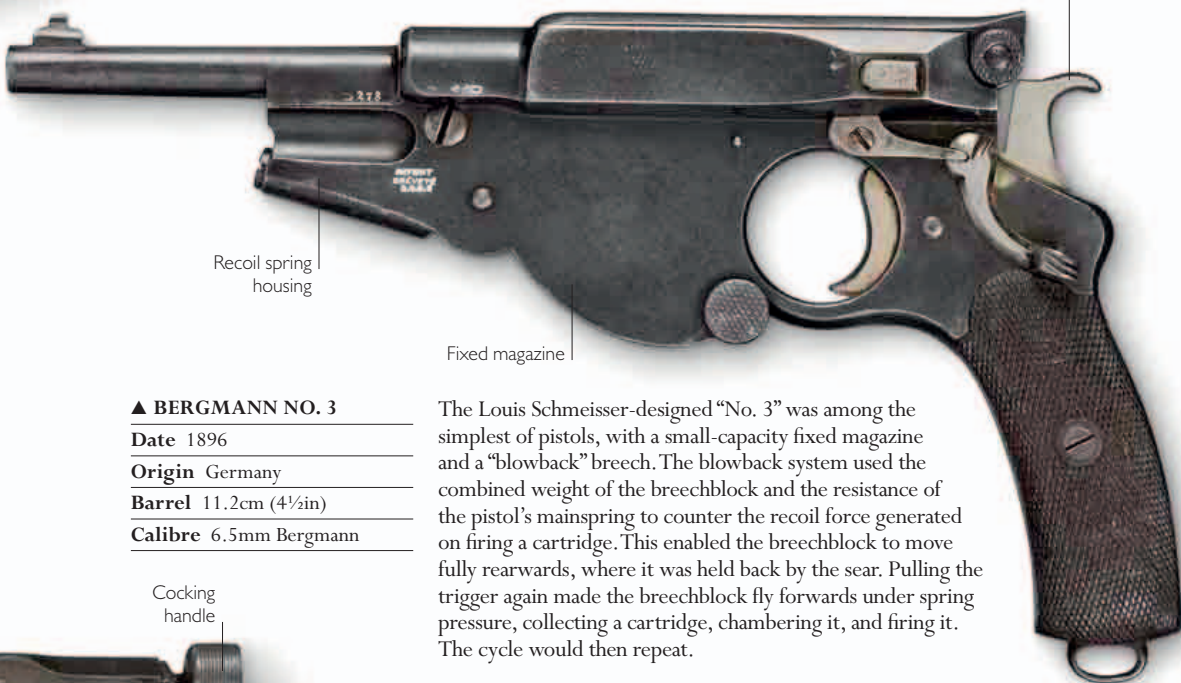 278
Recoil spring
housing
Fixed magazine
▲ BERGMANN NO. 3
Date 1896
Origin Germany
Barrel 11.2cm (4½in)
Calibre 6.5mm Bergmann
The Louis Schmeisser-designed “No. 3” was among the
simplest of pistols, with a small-capacity fixed magazine
and a “blowback” breech. The blowback system used the
combined weight of the breechblock and the resistance of
the pistol’s mainspring to counter the recoil force generated
on firing a cartridge. This enabled the breechblock to move
fully rearwards, where it was held back by the sear. Pulling the
trigger again made the breechblock fly forwards under spring
pressure, collecting a cartridge, chambering it, and firing it.
The cycle would then repeat.
Cocking
handle